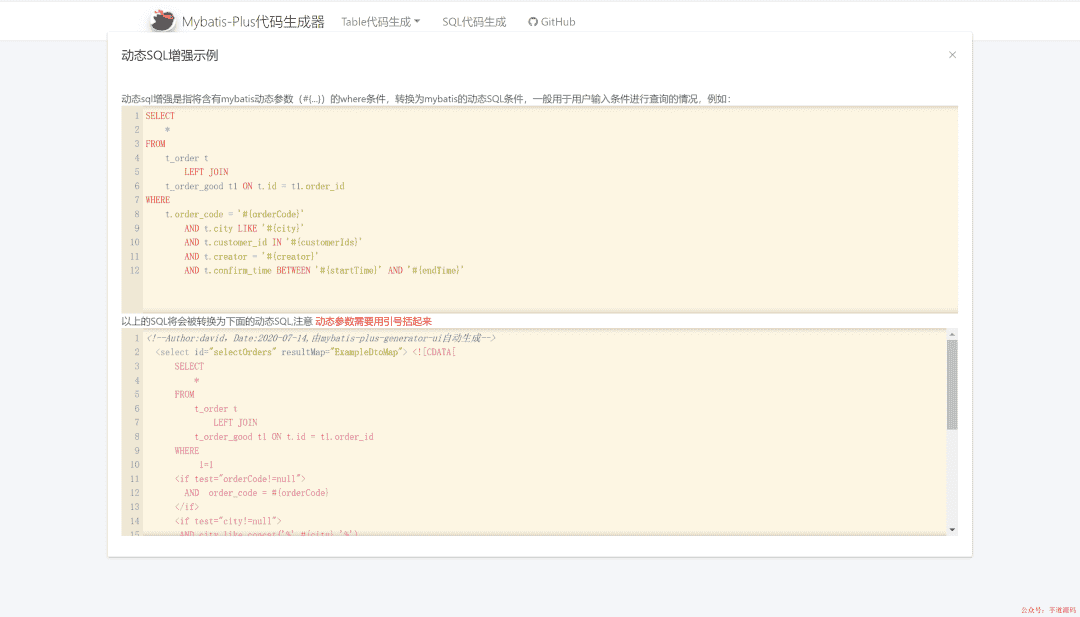 Mybatis-Plus代码生成器 Table代码生成 SQL代码生成 GitHub
动态SQL增强示例 ×
动态sql增强是指将含有mybatis动态参数（#{...}）的where条件，转换为mybatis的动态SQL条件，一般用于用户输入条件进行查询的情况，例如：
1 SELECT
2 *
3 FROM
4 t_order t
5 LEFT JOIN
6 t_order_good t1 ON t.id = t1.order_id
7 WHERE
8 t.order_code = '#{orderCode}'
9 AND t.city LIKE '#{city}'
10 AND t.customer_id IN '#{customerIds}'
11 AND t.creator = '#{creator}'
12 AND t.confirm_time BETWEEN '#{startTime}' AND '#{endTime}'
以上的SQL将会被转换为下面的动态SQL,注意 动态参数需要用引号括起来
1 <!--Author:david，Date:2020-07-14,由mybatis-plus-generator-ui自动生成-->
2 <select id="selectOrders" resultMap="ExampleDtoMap"> <![CDATA[
3 SELECT
4 *
5 FROM
6 t_order t
7 LEFT JOIN
8 t_order_good t1 ON t.id = t1.order_id
9 WHERE
10 1=1
11 <if test="orderCode!=null">
12 AND order_code = #{orderCode}
13 </if>
14 <if test="city!=null">
15 AND city like concat('%',#{city},'%')
公众号：芋道源码